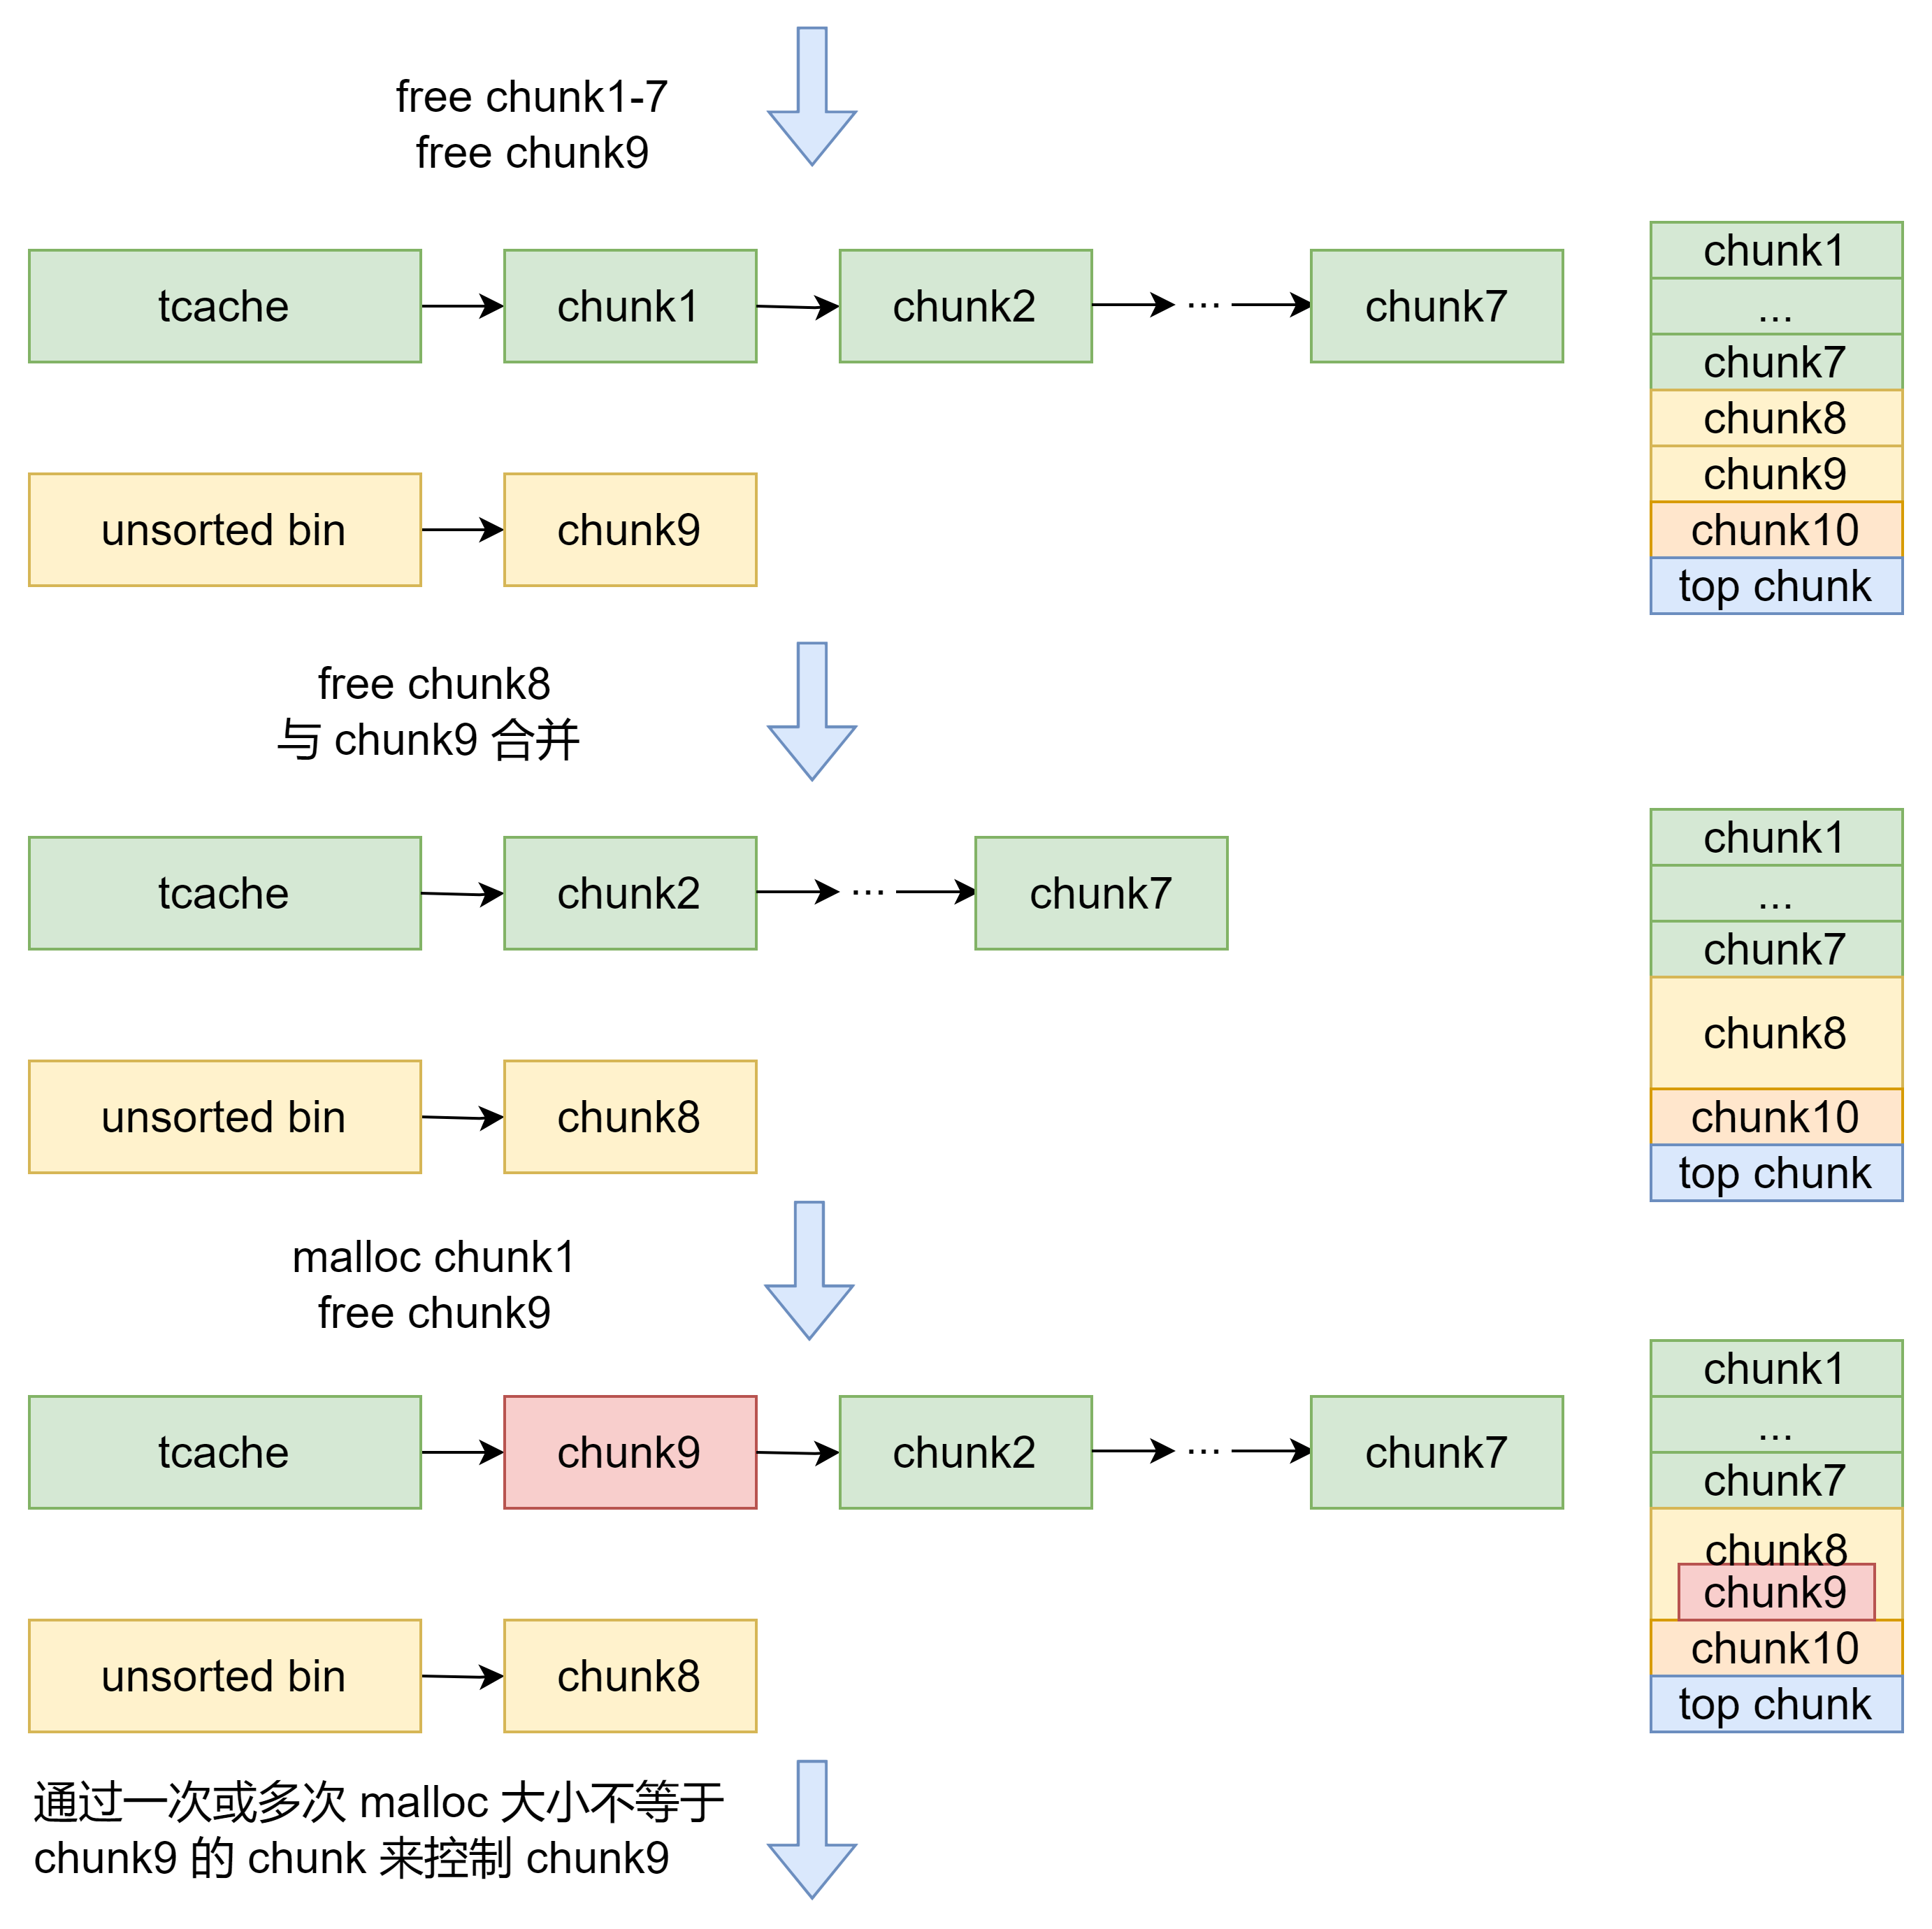 free chunk1-7
free chunk9
tcache
chunk1
chunk2
...
chunk7
unsorted bin
chunk9
chunk1
...
chunk7
chunk8
chunk9
chunk10
top chunk
free chunk8
与 chunk9 合并
tcache
chunk2
...
chunk7
unsorted bin
chunk8
chunk1
...
chunk7
chunk8
chunk10
top chunk
malloc chunk1
free chunk9
tcache
chunk9
chunk2
...
chunk7
unsorted bin
chunk8
chunk1
...
chunk7
chunk8
chunk9
chunk10
top chunk
通过一次或多次 malloc 大小不等于
chunk9 的 chunk 来控制 chunk9